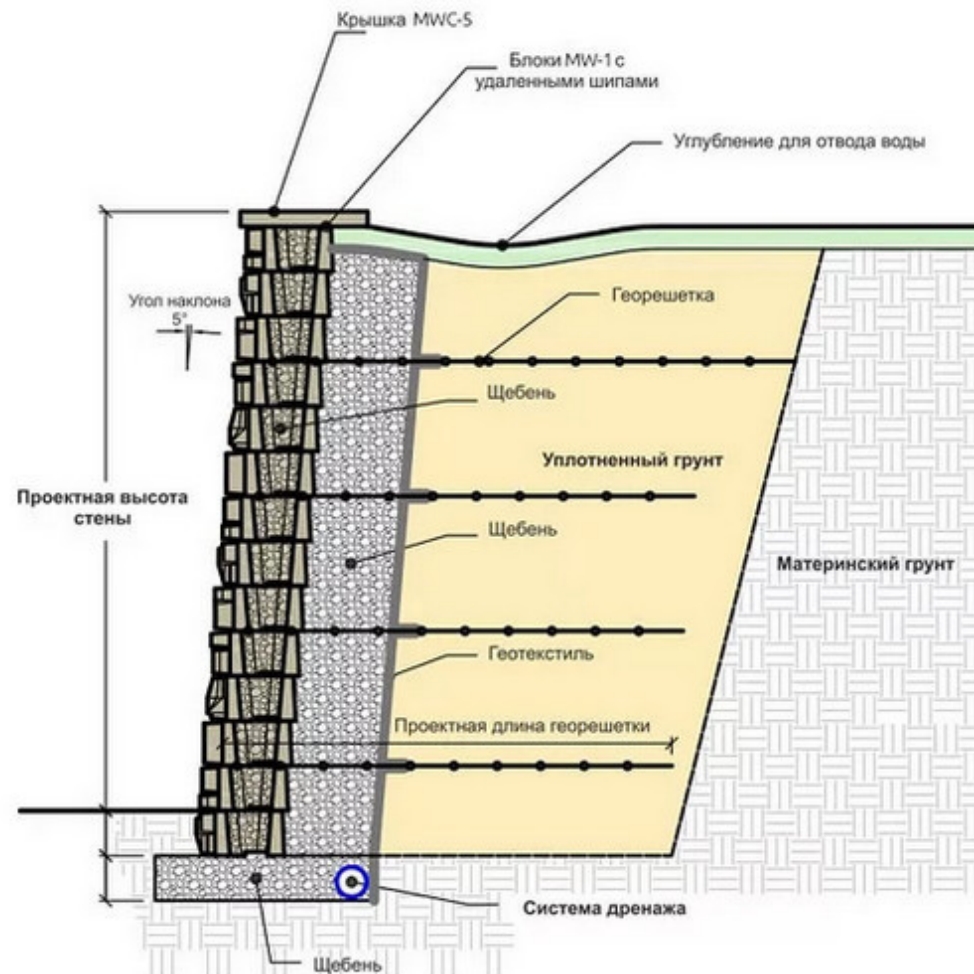 Крышка MWC-5
Блоки MW-1 с
удаленными шипами
Углубление для отвода воды
Угол наклона
5°
Георешетка
Щебень
Уплотненный грунт
Проектная высота
стены
Щебень
Материнский грунт
Геотекстиль
Проектная длина георешетки
Система дренажа
Щебень